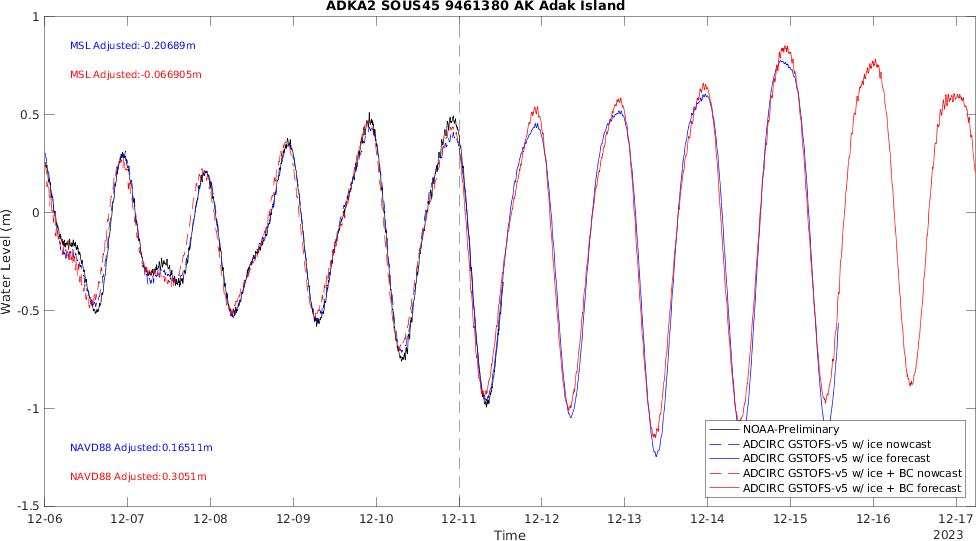 ADKA2 SOUS45 9461380 AK Adak Island
1
MSL Adjusted:-0.20689m
MSL Adjusted:-0.066905m
0.5
0
Water Level (m)
-0.5
-1
NOAA-Preliminary
ADCIRC GSTOFS-v5 w/ ice nowcast
NAVD88 Adjusted:0.16511m
ADCIRC GSTOFS-v5 w/ ice forecast
ADCIRC GSTOFS-v5 w/ ice + BC nowcast
NAVD88 Adjusted:0.3051m
ADCIRC GSTOFS-v5 w/ ice + BC forecast
-1.5
12-06 12-07 12-08 12-09 12-10 12-11 12-12 12-13 12-14 12-15 12-16 12-17
Time
2023